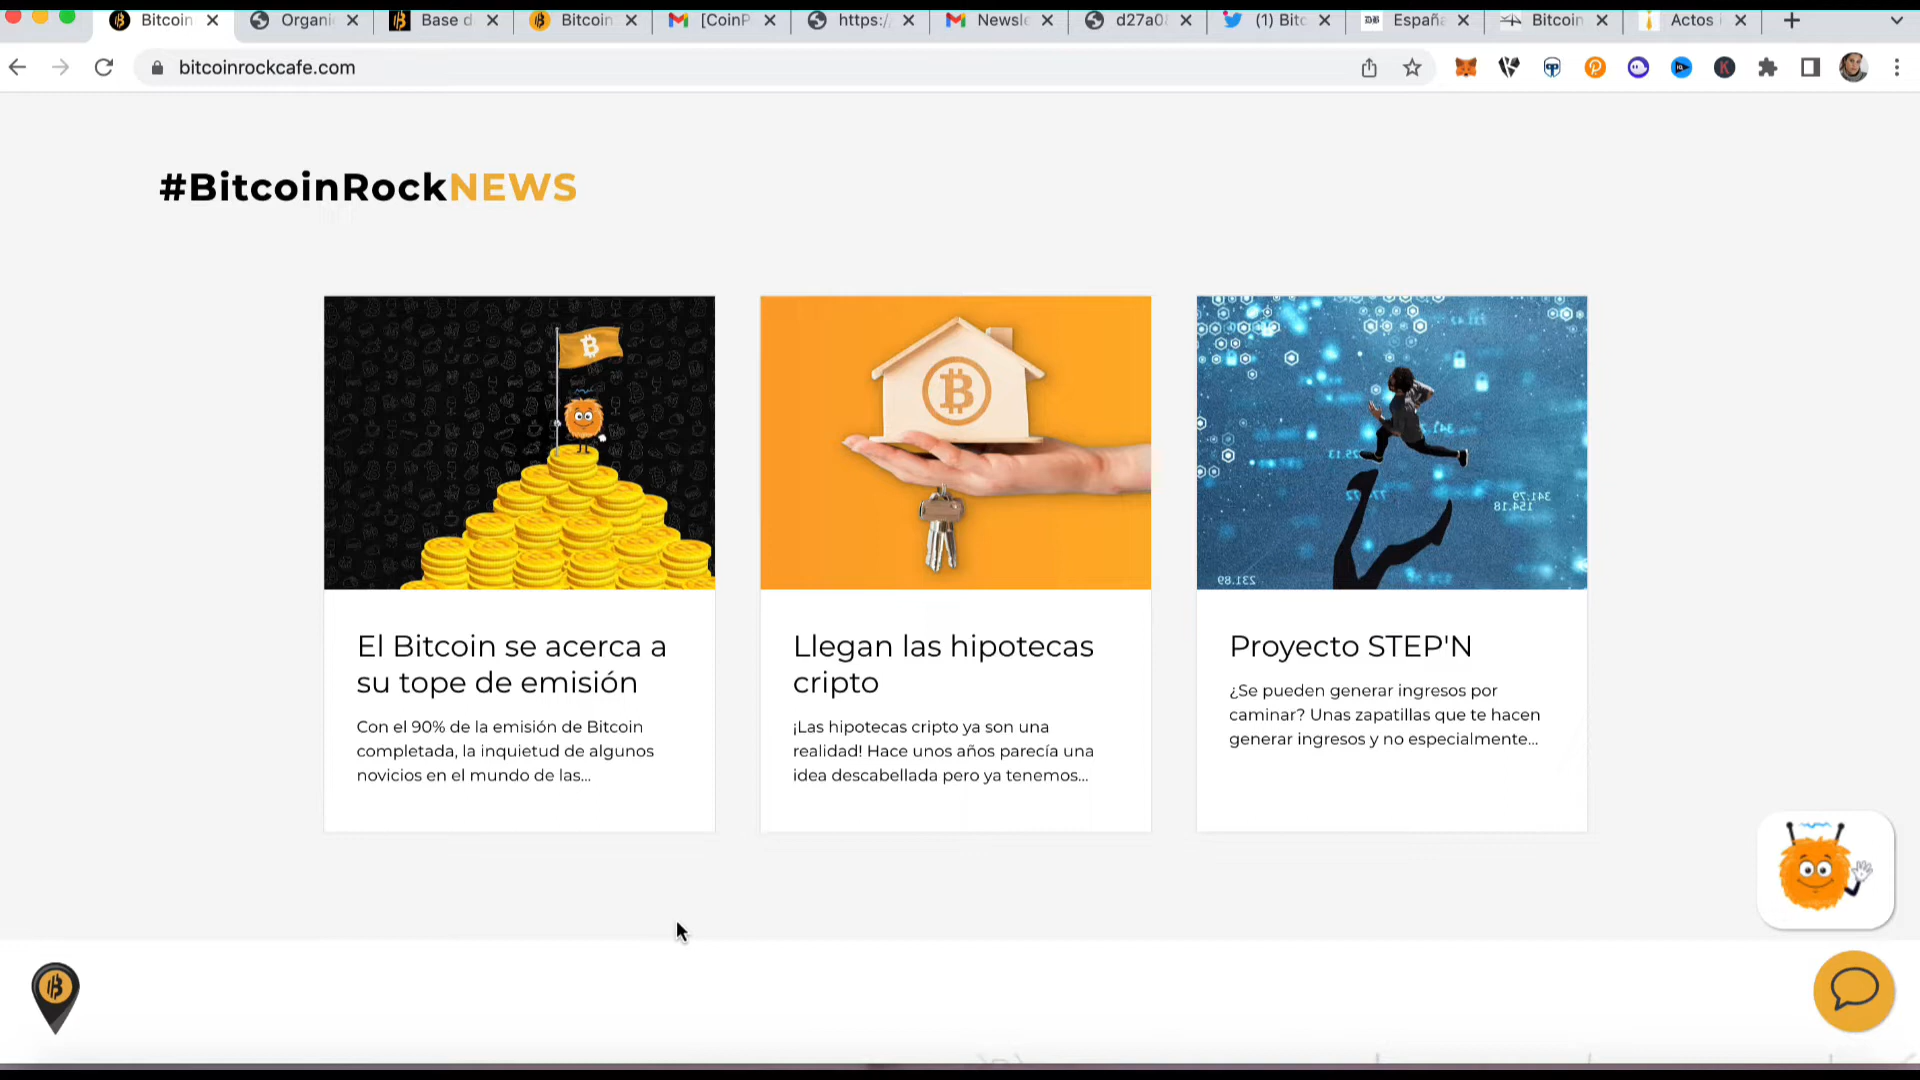 Bitcoin
Organi
Base d
Bitcoin
[CoinP
https:/
Newsle
d27a0
(1) Bitc
Españ
Bitcoin
Actos
bitcoinrockcafe.com
#BitcoinRockNEWS
El Bitcoin se acerca a
su tope de emisión
Con el 90% de la emisión de Bitcoin
completada, la inquietud de algunos
novicios en el mundo de las...
Llegan las hipotecas
cripto
¡Las hipotecas cripto ya son una
realidad! Hace unos años parecía una
idea descabellada pero ya tenemos...
Proyecto STEP'N
¿Se pueden generar ingresos por
caminar? Unas zapatillas que te hacen
generar ingresos y no especialmente...